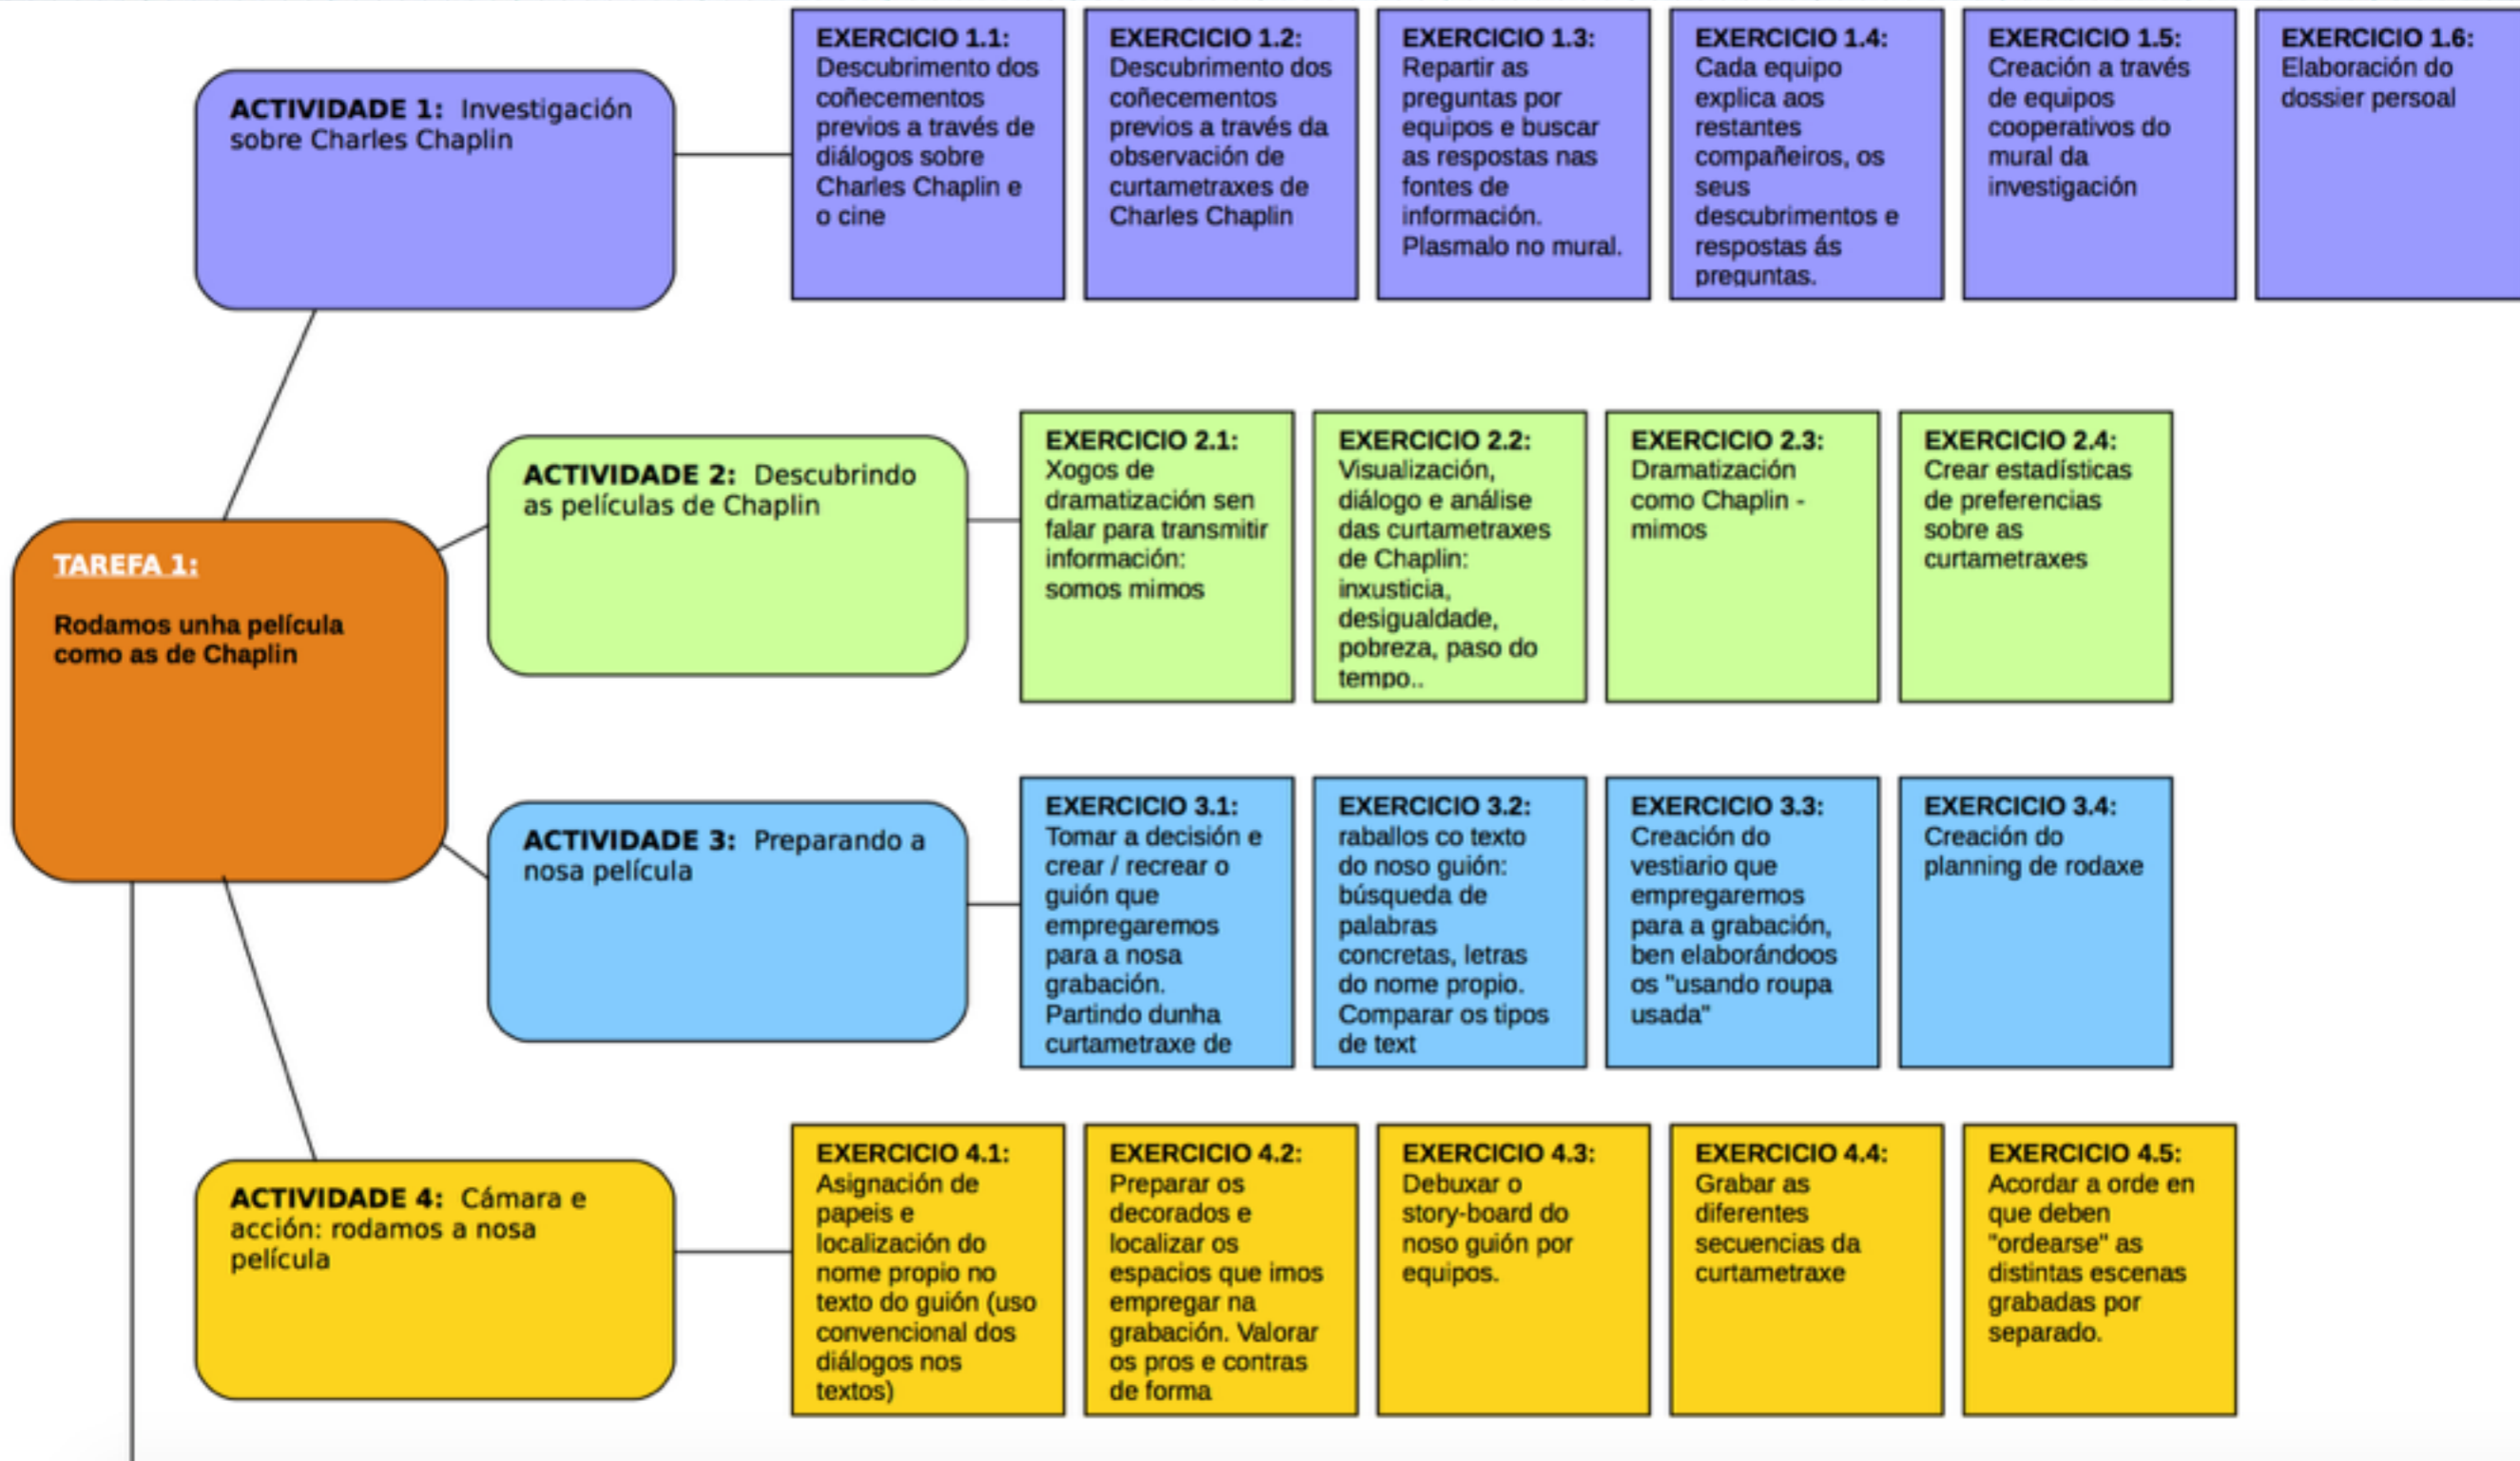 EXERCICIO 1.1:
Descubrimento dos
coñecementos
previos a través de
diálogos sobre
Charles Chaplin e
o cine
EXERCICIO 1.2:
Descubrimento dos
coñecementos
previos a través da
observación de
curtametraxes de
Charles Chaplin
EXERCICIO 1.3:
Repartir as
preguntas por
equipos e buscar
as respostas nas
fontes de
información.
Plasmalo no mural.
EXERCICIO 1.4:
Cada equipo
explica aos
restantes
compañeiros, os
seus
descubrimentos e
respostas ás
preguntas.
EXERCICIO 1.5:
Creación a través
de equipos
cooperativos do
mural da
investigación
EXERCICIO 1.6:
Elaboración do
dossier persoal
ACTIVIDADE 1: Investigación
sobre Charles Chaplin
ACTIVIDADE 2: Descubrindo
as películas de Chaplin
EXERCICIO 2.1:
Xogos de
dramatización sen
falar para transmitir
información:
somos mimos
EXERCICIO 2.2:
Visualización,
diálogo e análise
das curtametraxes
de Chaplin:
inxusticia,
desigualdade,
pobreza, paso do
tempo..
EXERCICIO 2.3:
Dramatización
como Chaplin -
mimos
EXERCICIO 2.4:
Crear estadísticas
de preferencias
sobre as
curtametraxes
TAREFA 1:
Rodamos unha película
como as de Chaplin
ACTIVIDADE 3: Preparando a
nosa película
EXERCICIO 3.1:
Tomar a decisión e
crear / recrear o
guión que
empregaremos
para a nosa
grabación.
Partindo dunha
curtametraxe de
EXERCICIO 3.2:
raballos co texto
do noso guión:
búsqueda de
palabras
concretas, letras
do nome propio.
Comparar os tipos
de text
EXERCICIO 3.3:
Creación do
vestiario que
empregaremos
para a grabación,
ben elaborándoos
os "usando roupa
usada"
EXERCICIO 3.4:
Creación do
planning de rodaxe
ACTIVIDADE 4: Cámara e
acción: rodamos a nosa
película
EXERCICIO 4.1:
Asignación de
papeis e
localización do
nome propio no
texto do guión (uso
convencional dos
diálogos nos
textos)
EXERCICIO 4.2:
Preparar os
decorados e
localizar os
espacios que imos
empregar na
grabación. Valorar
os pros e contras
de forma
EXERCICIO 4.3:
Debuxar o
story-board do
noso guión por
equipos.
EXERCICIO 4.4:
Grabar as
diferentes
secuencias da
curtametraxe
EXERCICIO 4.5:
Acordar a orde en
que deben
"ordearse" as
distintas escenas
grabadas por
separado.